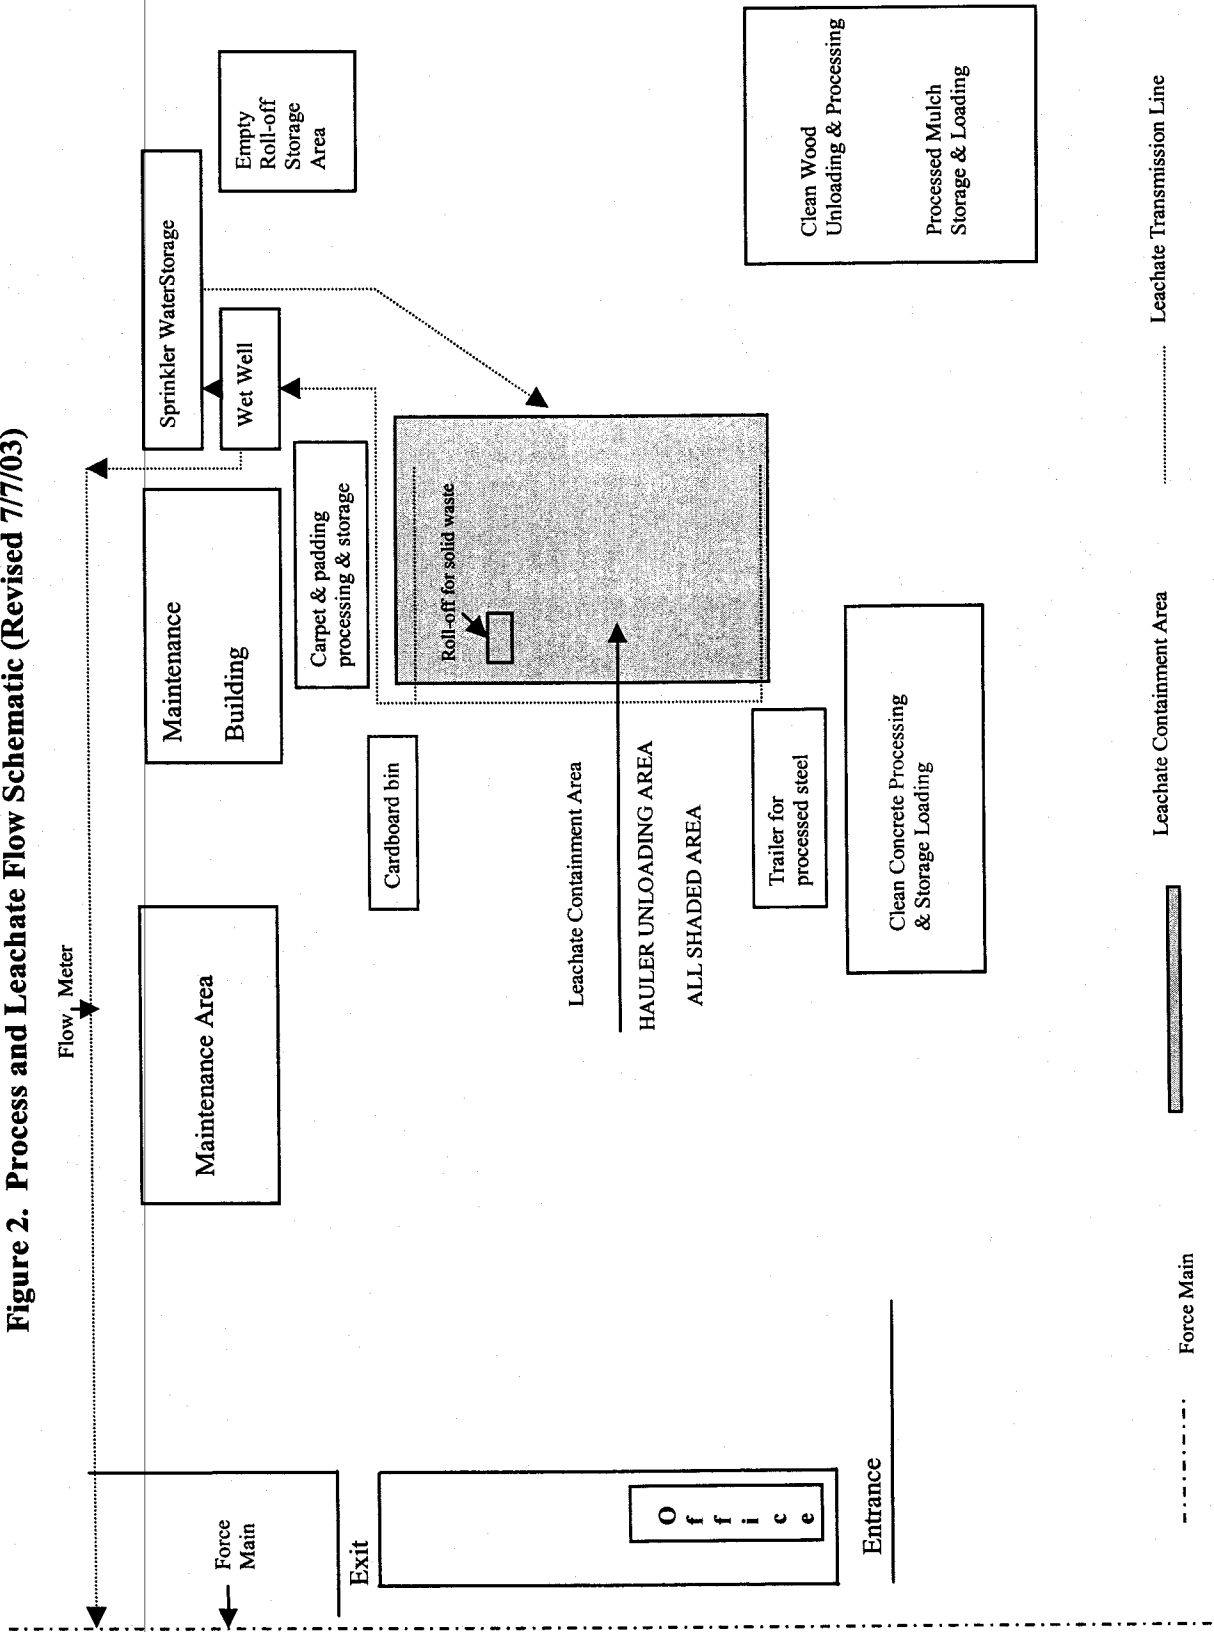 Figure 2. Process and Leachate Flow Schematic (Revised 7/7/03)
Flow Meter
Force
Main
Exit
Office
Entrance
Maintenance Area
Maintenance
Building
Sprinkler WaterStorage
Wet Well
Empty
Roll-off
Storage
Area
Carpet & padding
processing & storage
Cardboard bin
Roll-off for solid waste
Leachate Containment Area
HAULER UNLOADING AREA
ALL SHADED AREA
Trailer for
processed steel
Clean Concrete Processing
& Storage Loading
Clean Wood
Unloading & Processing
Processed Mulch
Storage & Loading
Force Main
Leachate Containment Area
Leachate Transmission Line